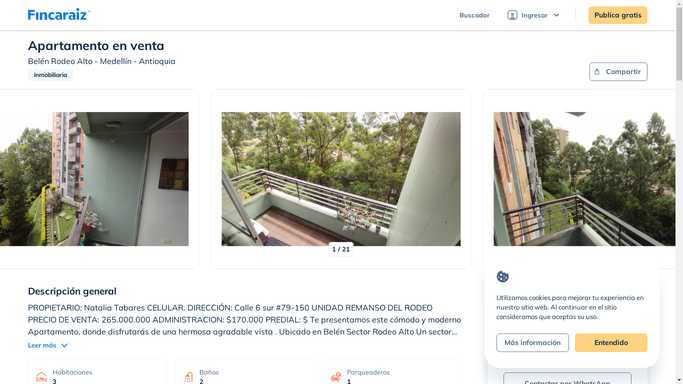 Fincaraiz
Buscador
Ingresar
Publica gratis
Apartamento en venta
Belén Rodeo Alto - Medellín - Antioquia
Inmobiliaria
Compartir
1 / 21
Descripción general
PROPIETARIO: Natalia Tabares CELULAR. DIRECCIÓN: Calle 6 sur #79-150 UNIDAD REMANSO DEL RODEO
PRECIO DE VENTA: 265.000.000 ADMINISTRACION: $170.000 PREDIAL: $ Te presentamos este cómodo y moderno
Apartamento, donde disfrutarás de una hermosa agradable vista . Ubicado en Belén Sector Rodeo Alto Un sector...
Leer más
Habitaciones
3
Baños
2
Parqueaderos
1
Utilizamos cookies para mejorar tu experiencia en
nuestro sitio web. Al continuar en el sitio
consideramos que aceptas su uso.
Más información
Entendido
Contactar por WhatsApp